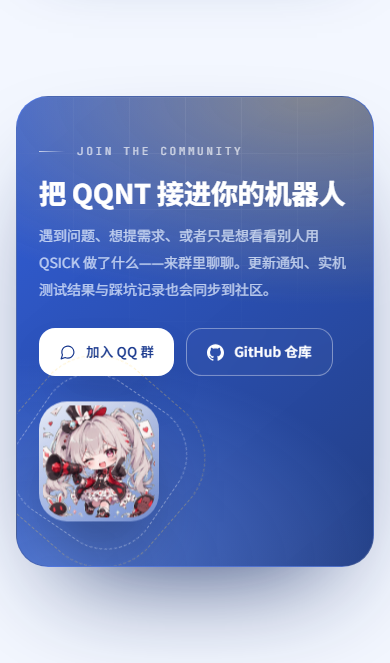 JOIN THE COMMUNITY
把 QQNT 接进你的机器人
遇到问题、想提需求、或者只是想看看别人用
QSICK 做了什么——来群里聊聊。更新通知、实机
测试结果与踩坑记录也会同步到社区。
加入 QQ 群
GitHub 仓库